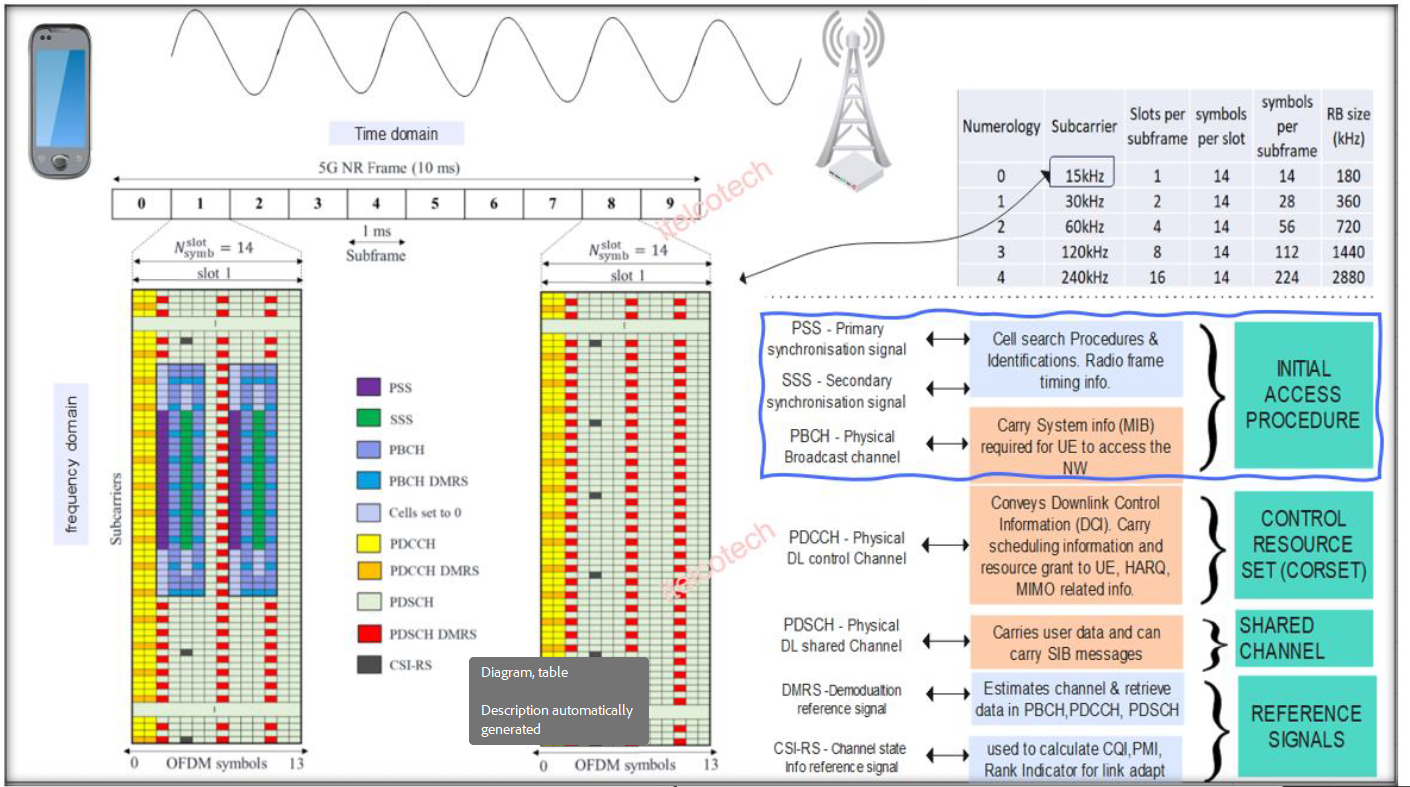 Time domain
5G NR Frame (10 ms)
0 1 2 3 4 5 6 7 8 9
1 ms
Subframe
N_symb^slot = 14
slot 1
N_symb^slot = 14
slot 1
frequency domain
Subcarriers
PSS
SSS
PBCH
PBCH DMRS
Cells set to 0
PDCCH
PDCCH DMRS
PDSCH
PDSCH DMRS
CSI-RS
0 OFDM symbols 13
0 OFDM symbols 13
Diagram, table
Description automatically
generated
itelcotech
itelcotech
Numerology Subcarrier Slots per subframe symbols per slot symbols per subframe RB size (kHz)
0 15kHz 1 14 14 180
1 30kHz 2 14 28 360
2 60kHz 4 14 56 720
3 120kHz 8 14 112 1440
4 240kHz 16 14 224 2880
PSS - Primary
synchronisation signal
SSS - Secondary
synchronisation signal
Cell search Procedures &
Identifications. Radio frame
timing info.
PBCH - Physical
Broadcast channel
Carry System info (MIB)
required for UE to access the
NW
INITIAL
ACCESS
PROCEDURE
PDCCH - Physical
DL control Channel
Conveys Downlink Control
Information (DCI). Carry
scheduling information and
resource grant to UE, HARQ,
MIMO related info.
CONTROL
RESOURCE
SET (CORSET)
PDSCH - Physical
DL shared Channel
Carries user data and can
carry SIB messages
SHARED
CHANNEL
DMRS -Demodualtion
reference signal
Estimates channel & retrieve
data in PBCH,PDCCH, PDSCH
CSI-RS - Channel state
Info reference signal
used to calculate CQI,PMI,
Rank Indicator for link adapt
REFERENCE
SIGNALS